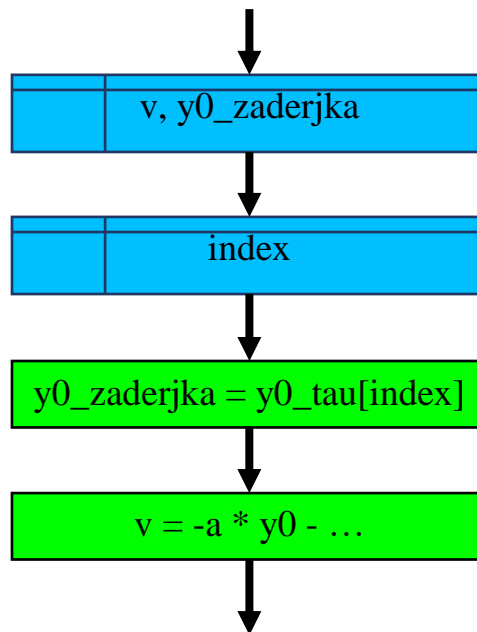 v, y0_zaderjka
index
y0_zaderjka = y0_tau[index]
v = -a * y0 - …